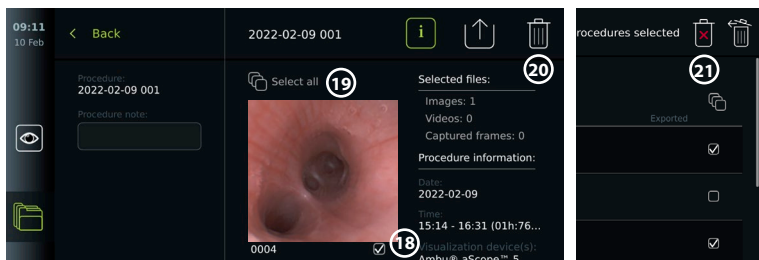 09:11
10 Feb
Back
2022-02-09 001
i
rocedures selected
Procedure:
2022-02-09 001
Procedure note:
Select all
19
20
21
Selected files:
Images: 1
Videos: 0
Captured frames: 0
Procedure information:
Date:
2022-02-09
Time:
15:14 - 16:31 (01h:76...
Visualization device(s):
Ambu® aScope™ 5
0004
18
Exported